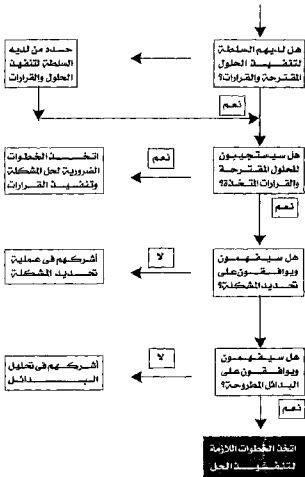 هل لديهم السلطة
لتنفيذ الحلول
المقترحة والقرارات؟
حدد من لديه
السلطة لتنفيذ
الحلول والقرارات
نعم
هل سيستجيبون
للحلول المقترحة
والقرارات المتخذة؟
نعم
اتخذ الخطوات
الضرورية لحل المشكلة
وتنفيذ القرارات
نعم
هل سيفهمون
ويوافقون على
تحديد المشكلة؟
لا
أشركهم فى عملية
تحديد المشكلة
هل سيفهمون
ويوافقون على
البدائل المطروحة؟
لا
أشركهم فى تحليل
البدائل
نعم
اتخذ الخطوات اللازمة
لتنفيذ الحل